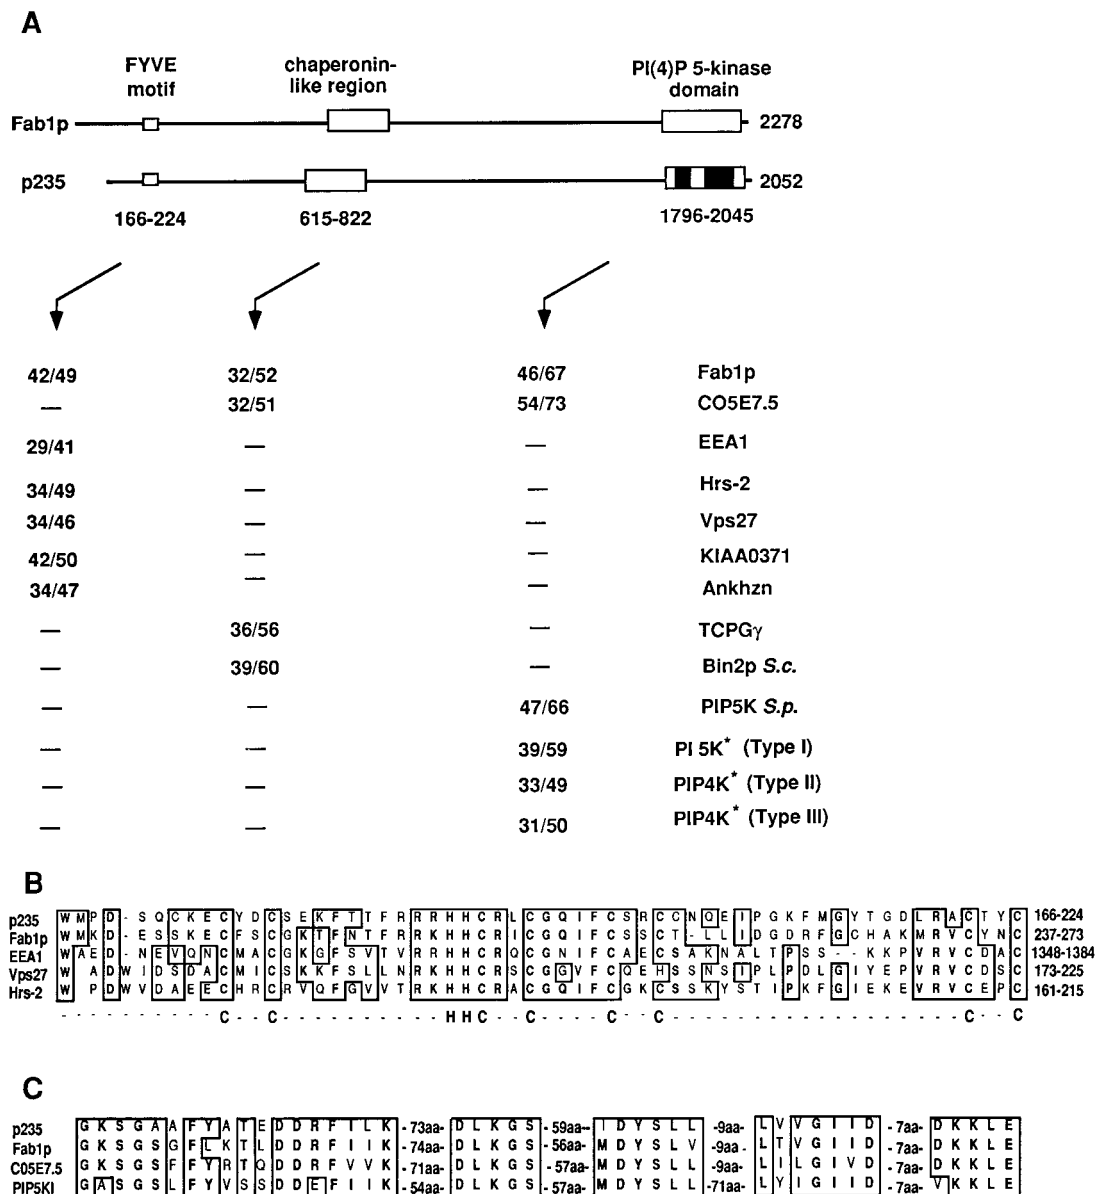 A
FYVE motif
chaperonin-like region
PI(4)P 5-kinase domain
Fab1p 2278
p235 2052
166-224 615-822 1796-2045
42/49 32/52 46/67 Fab1p
— 32/51 54/73 CO5E7.5
29/41 — — EEA1
34/49 — — Hrs-2
34/46 — — Vps27
42/50 — — KIAA0371
34/47 — — Ankhzn
— 36/56 — TCPGγ
— 39/60 — Bin2p S.c.
— — 47/66 PIP5K S.p.
— — 39/59 PI 5K* (Type I)
— — 33/49 PIP4K* (Type II)
— — 31/50 PIP4K* (Type III)
B
p235 W M P D - S Q C K E C Y D C S E K F T T F R R R H H C R L C G Q I F C S R C C N Q E I P G K F M G Y T G D L R A C T Y C 166-224
Fab1p W M K D - E S S K E C F S C G K T F N T F R R K H H C R I C G Q I F C S S C T - L L I D G D R F G C H A K M R V C Y N C 237-273
EEA1 W A E D - N E V Q N C M A C G K G F S V T V R R H H C R Q C G N I F C A E C S A K N A L T P S S - - K K P V R V C D A C 1348-1384
Vps27 W A D W I D S D A C M I C S K K F S L L N R K H H C R S C G G V F C Q E H S S N S I P L P D L G I Y E P V R V C D S C 173-225
Hrs-2 W P D W V D A E E C H R C R V Q F G V V T R K H H C R A C G Q I F C G K C S S K Y S T I P K F G I E K E V R V C E P C 161-215
- - - - - - - - - - C - - C - - - - - - - - - - H H C - - C - - - - C - - C - - - - - - - - - - - - - - - - - - C - - C
C
p235 G K S G A A F Y A T E D D R F I L K -73aa- D L K G S -59aa- I D Y S L L -9aa- L V V G I I D -7aa- D K K L E
Fab1p G K S G S G F L K T L D D R F I I K -74aa- D L K G S -56aa- M D Y S L V -9aa- L T V G I I D -7aa- D K K L E
C05E7.5 G K S G S F F Y R T Q D D R F V V K -71aa- D L K G S -57aa- M D Y S L L -9aa- L I L G I V D -7aa- D K K L E
PIP5KI G A S G S L F Y V S S D D E F I I K -54aa- D L K G S -57aa- M D Y S L L -71aa- L Y I G I I D -7aa- V K K L E